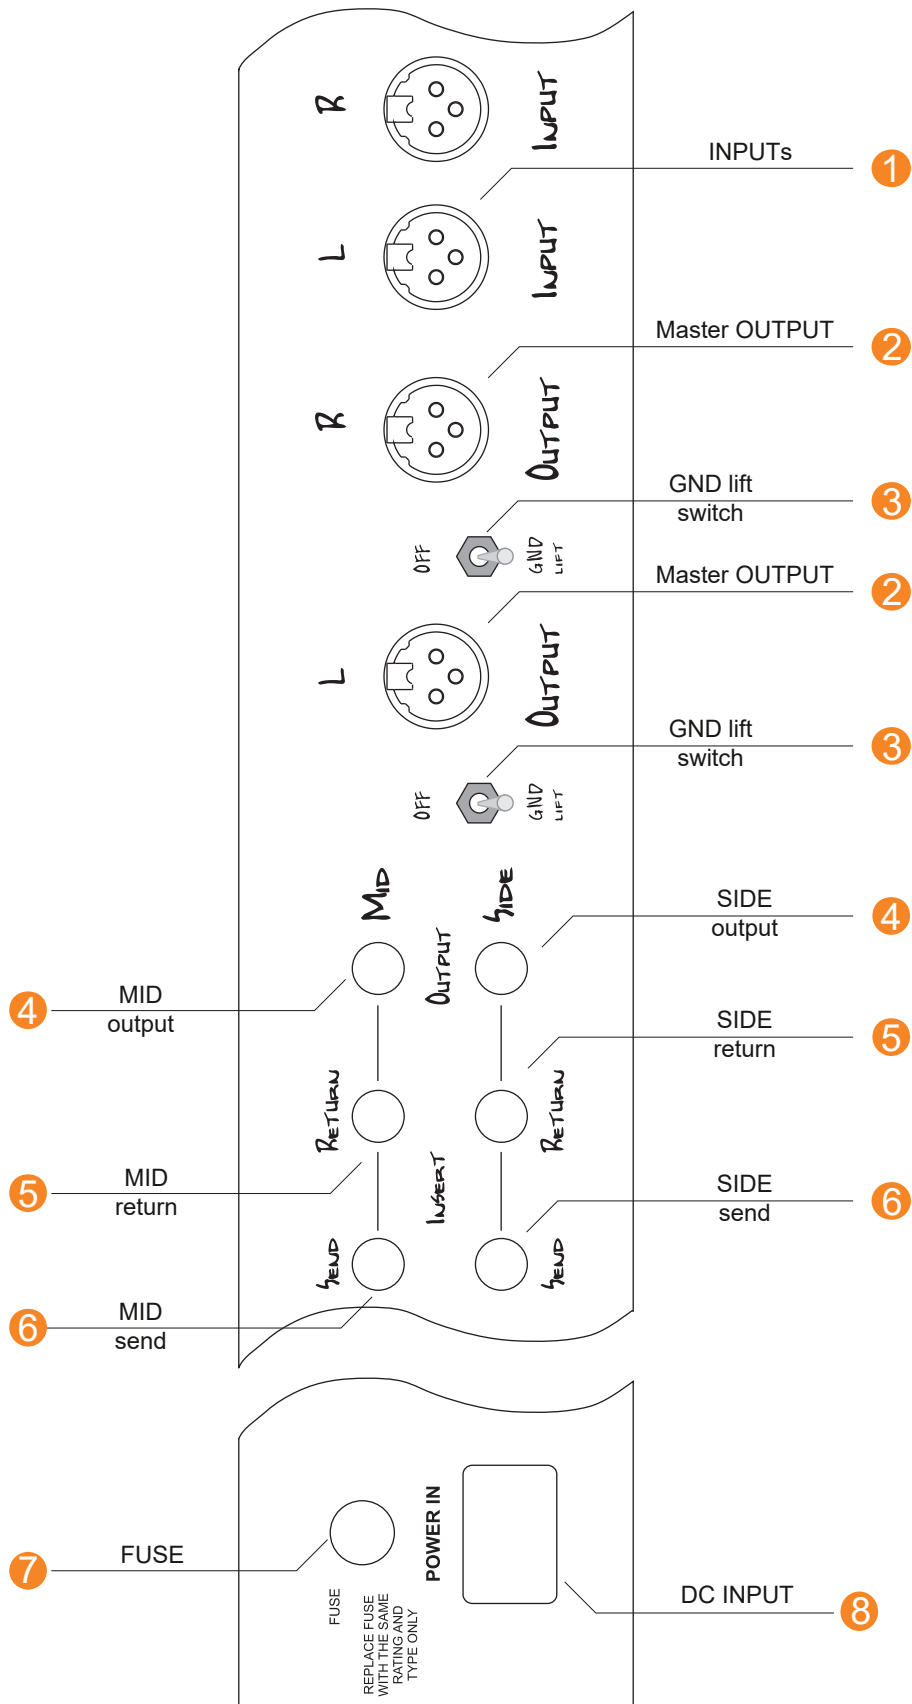 R
INPUT
INPUTs
1
L
INPUT
Master OUTPUT
2
R
OUTPUT
GND lift
switch
3
OFF
GND
LIFT
Master OUTPUT
2
L
OUTPUT
GND lift
switch
3
OFF
GND
LIFT
MID
SIDE
SIDE
output
4
OUTPUT
4
MID
output
SIDE
return
5
RETURN
RETURN
5
MID
return
INSERT
SIDE
send
6
SEND
SEND
6
MID
send
POWER IN
7
FUSE
FUSE
REPLACE FUSE
WITH THE SAME
RATING AND
TYPE ONLY
DC INPUT
8